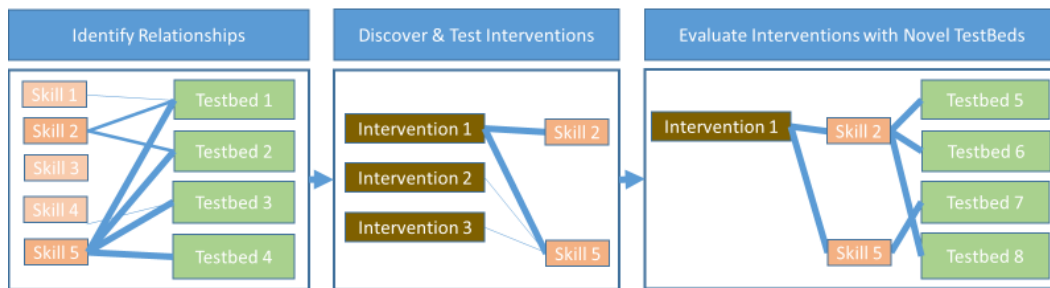 Identify Relationships
Discover & Test Interventions
Evaluate Interventions with Novel TestBeds
Skill 1
Skill 2
Skill 3
Skill 4
Skill 5
Testbed 1
Testbed 2
Testbed 3
Testbed 4
Intervention 1
Intervention 2
Intervention 3
Skill 2
Skill 5
Intervention 1
Skill 2
Skill 5
Testbed 5
Testbed 6
Testbed 7
Testbed 8